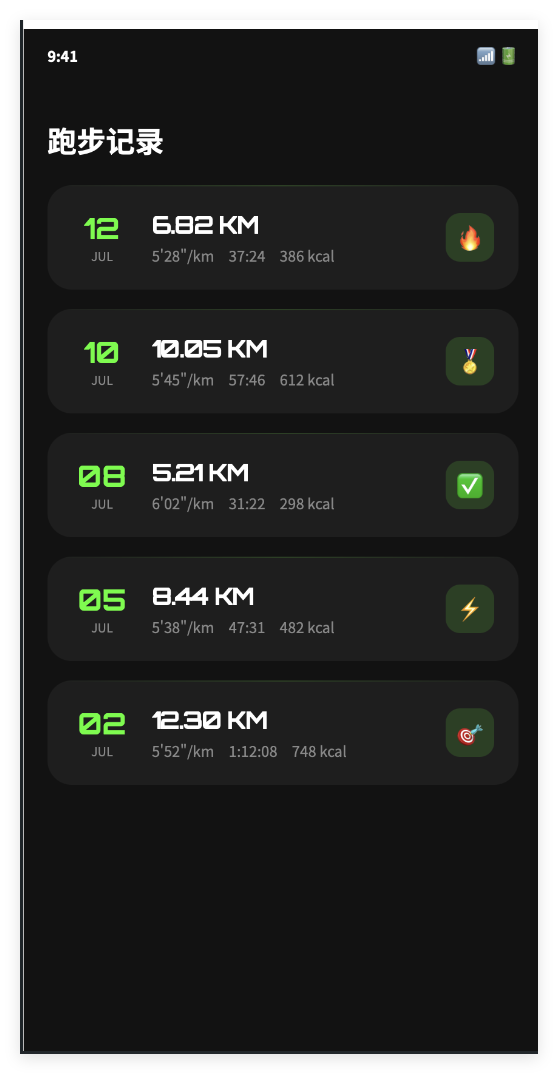 9:41
跑步记录
12
JUL
6.82 KM
5'28"/km 37:24 386 kcal
10
JUL
10.05 KM
5'45"/km 57:46 612 kcal
08
JUL
5.21 KM
6'02"/km 31:22 298 kcal
05
JUL
8.44 KM
5'38"/km 47:31 482 kcal
02
JUL
12.30 KM
5'52"/km 1:12:08 748 kcal